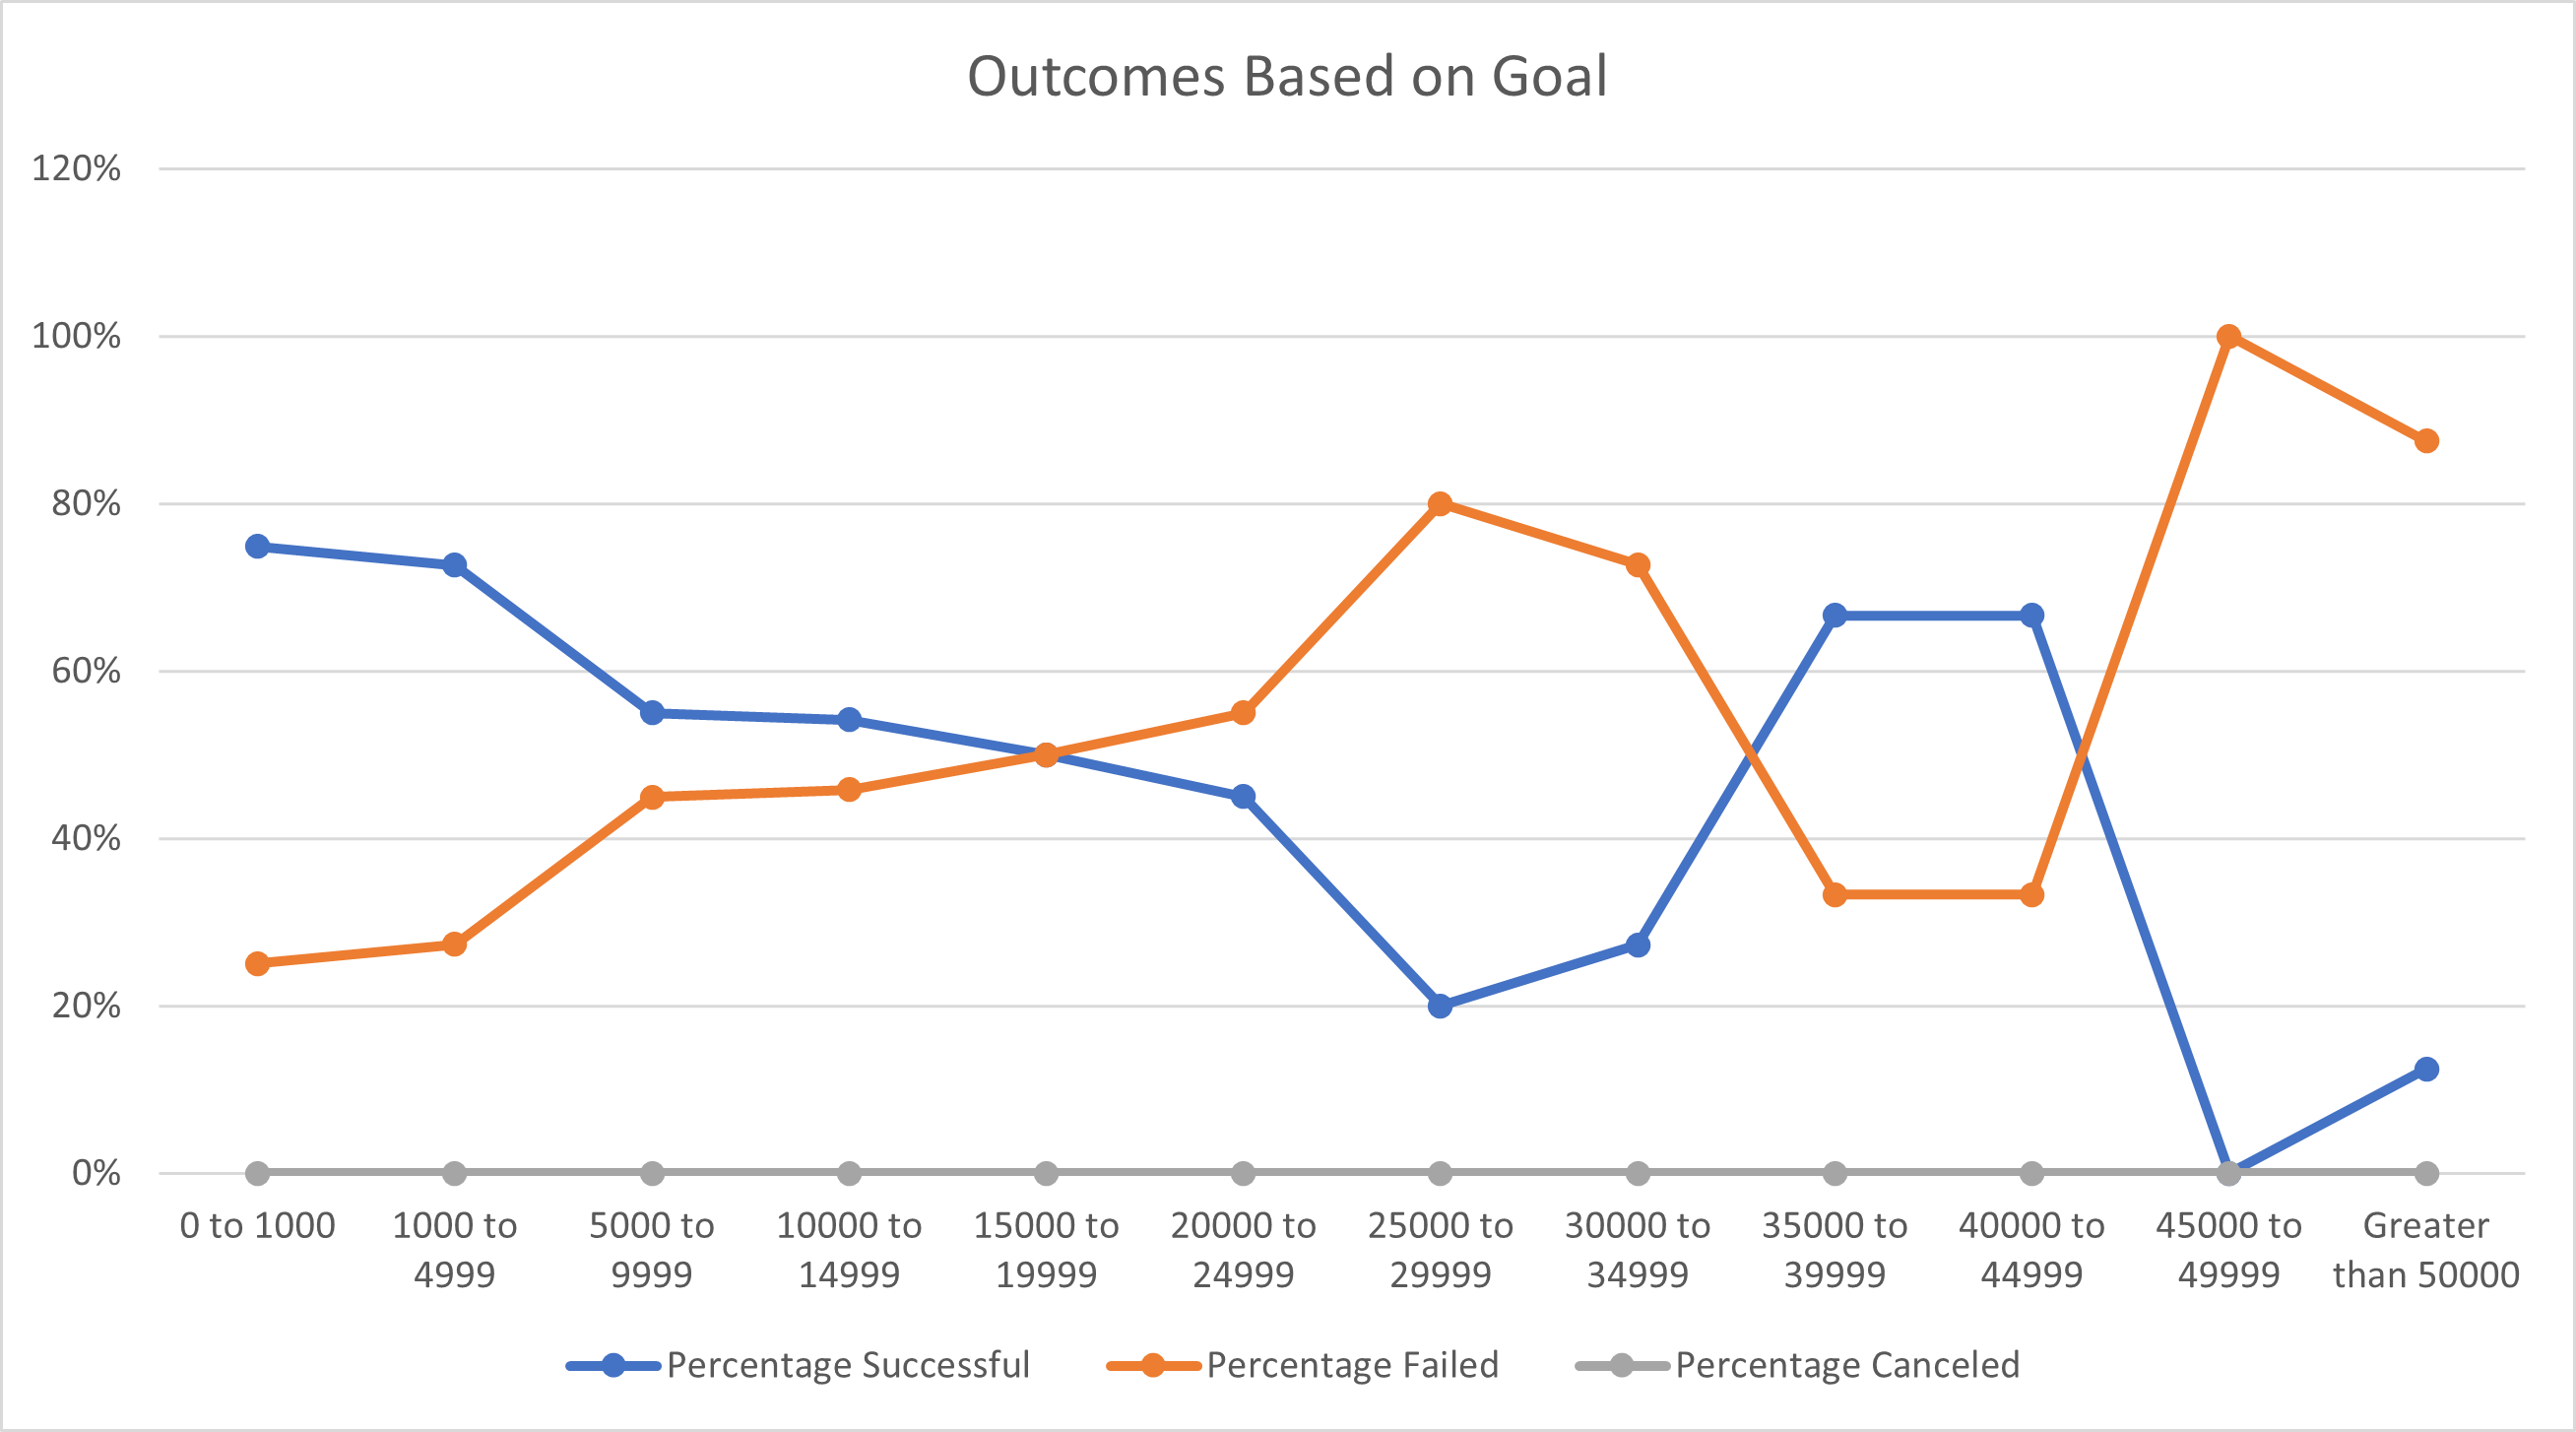 Outcomes Based on Goal
120%
100%
80%
60%
40%
20%
0%
0 to 1000
1000 to
4999
5000 to
9999
10000 to
14999
15000 to
19999
20000 to
24999
25000 to
29999
30000 to
34999
35000 to
39999
40000 to
44999
45000 to
49999
Greater
than 50000
Percentage Successful
Percentage Failed
Percentage Canceled